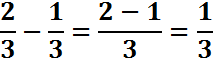 2/3 − 1/3 = (2 − 1)/3 = 1/3